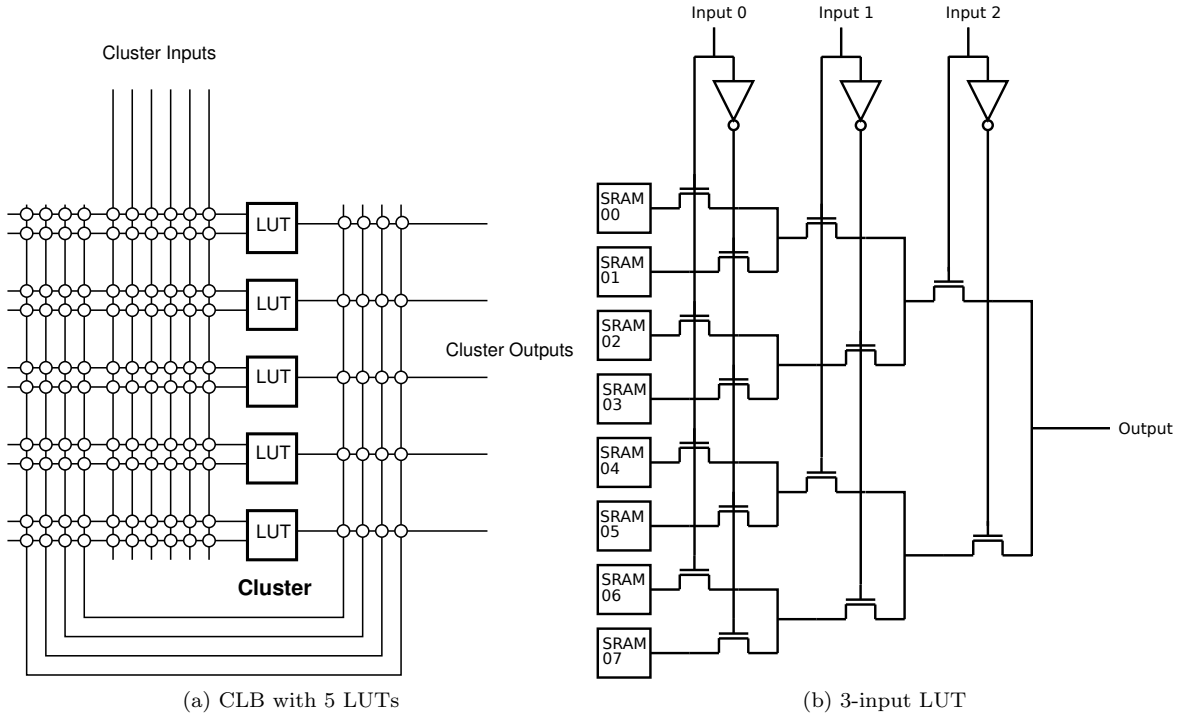 Cluster Inputs
LUT
LUT
LUT
LUT
LUT
Cluster Outputs
Cluster
(a) CLB with 5 LUTs
Input 0
Input 1
Input 2
SRAM
00
SRAM
01
SRAM
02
SRAM
03
SRAM
04
SRAM
05
SRAM
06
SRAM
07
Output
(b) 3-input LUT